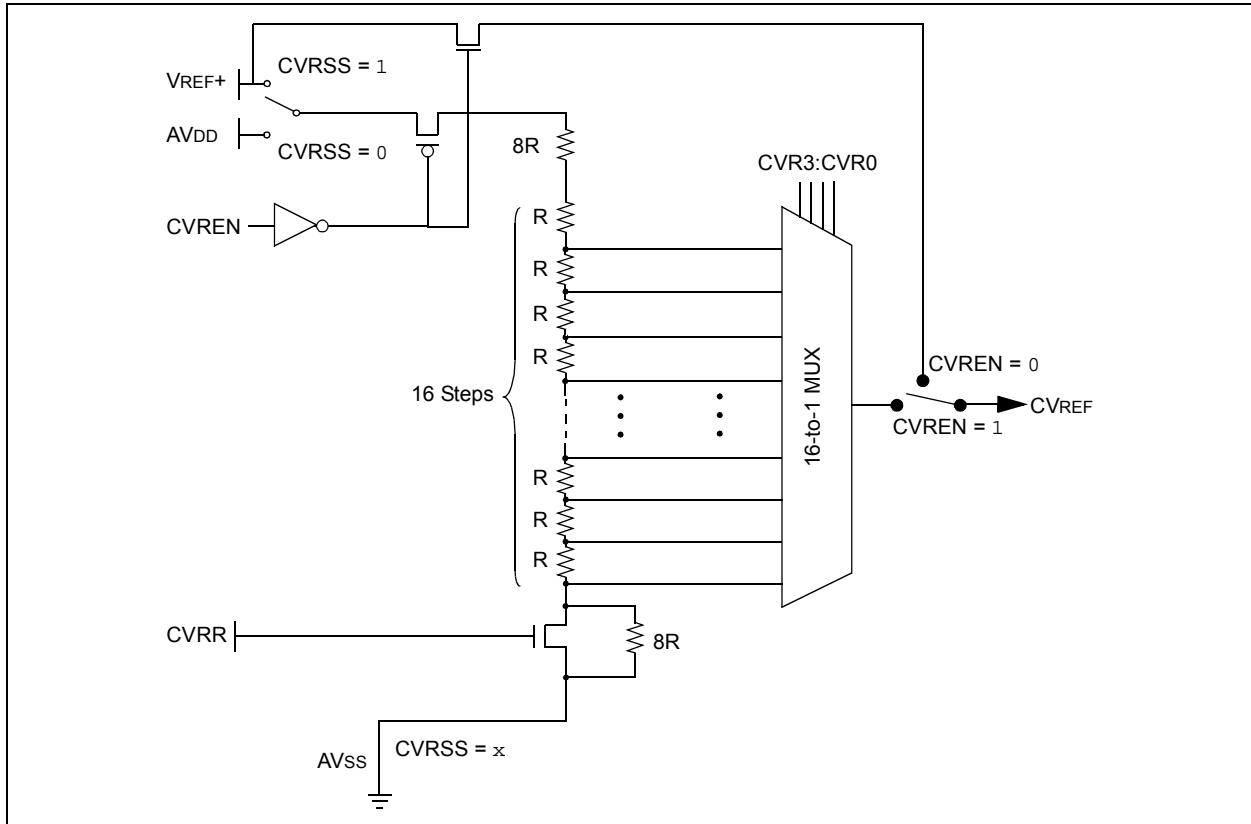 CVRSS = 1
VREF+
AVDD
CVRSS = 0
8R
CVR3:CVR0
CVREN
R
R
R
R
16 Steps
16-to-1 MUX
CVREN = 0
CVREF
CVREN = 1
R
R
R
CVRR
8R
CVRSS = x
AVSS